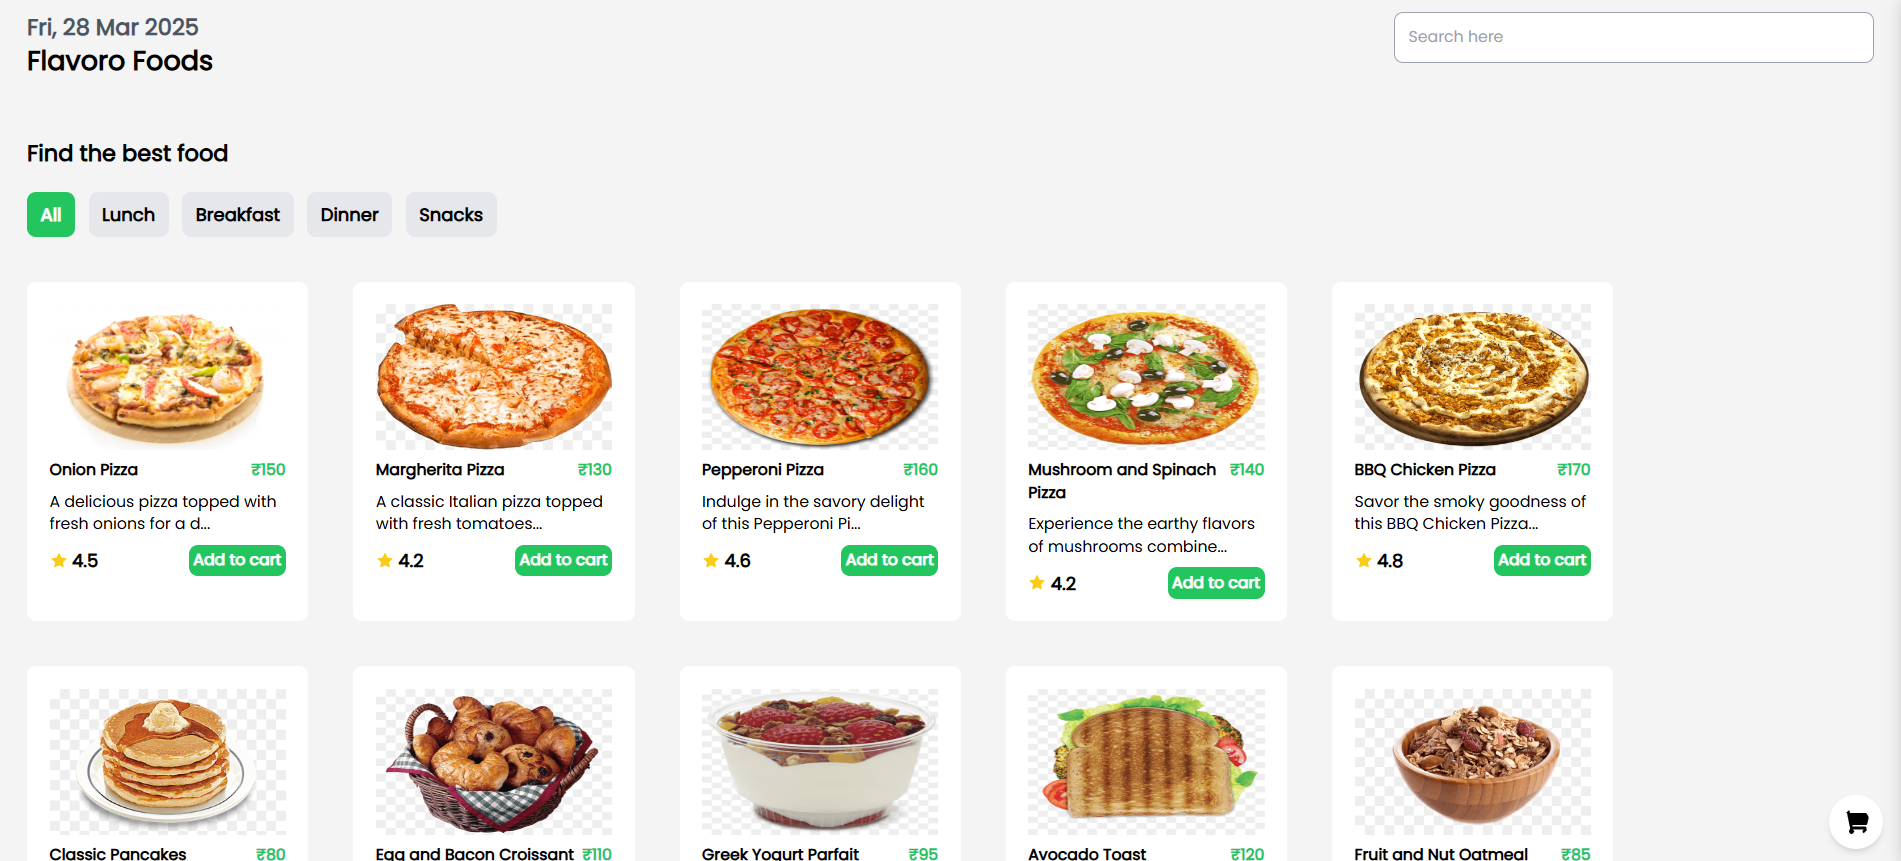 Fri, 28 Mar 2025
Flavoro Foods
Search here
Find the best food
All
Lunch
Breakfast
Dinner
Snacks
Onion Pizza ₹150
A delicious pizza topped with
fresh onions for a d...
4.5 Add to cart
Margherita Pizza ₹130
A classic Italian pizza topped
with fresh tomatoes...
4.2 Add to cart
Pepperoni Pizza ₹160
Indulge in the savory delight
of this Pepperoni Pi...
4.6 Add to cart
Mushroom and Spinach ₹140
Pizza
Experience the earthy flavors
of mushrooms combine...
4.2 Add to cart
BBQ Chicken Pizza ₹170
Savor the smoky goodness of
this BBQ Chicken Pizza...
4.8 Add to cart
Classic Pancakes ₹80
Egg and Bacon Croissant ₹110
Greek Yogurt Parfait ₹95
Avocado Toast ₹120
Fruit and Nut Oatmeal ₹85